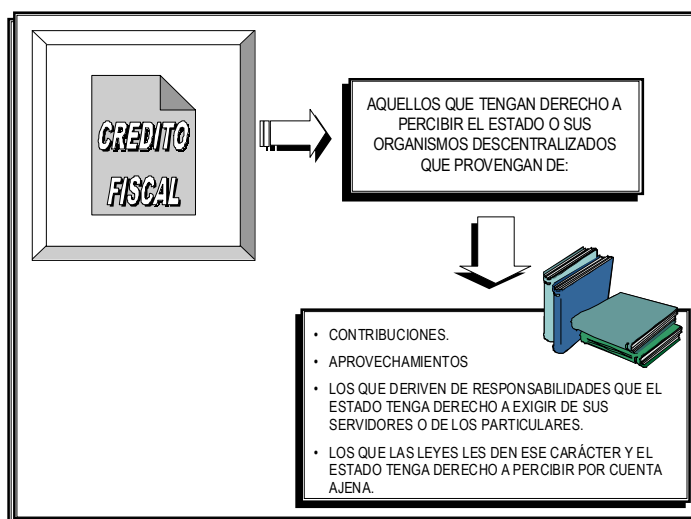 CREDITO
FISCAL
AQUELLOS QUE TENGAN DERECHO A
PERCIBIR EL ESTADO O SUS
ORGANISMOS DESCENTRALIZADOS
QUE PROVENGAN DE:
• CONTRIBUCIONES.
• APROVECHAMIENTOS
• LOS QUE DERIVEN DE RESPONSABILIDADES QUE EL
ESTADO TENGA DERECHO A EXIGIR DE SUS
SERVIDORES O DE LOS PARTICULARES.
• LOS QUE LAS LEYES LES DEN ESE CARÁCTER Y EL
ESTADO TENGA DERECHO A PERCIBIR POR CUENTA
AJENA.